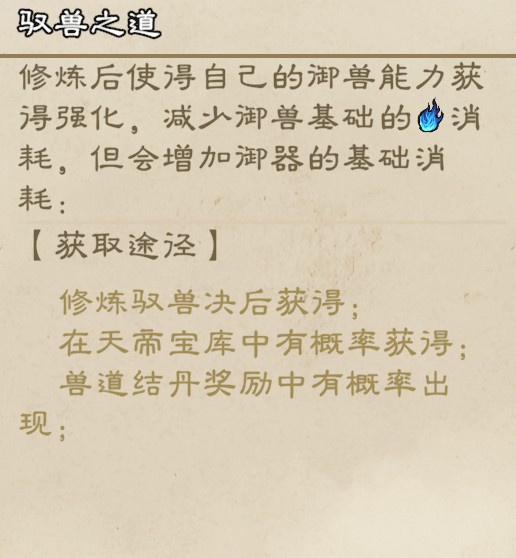 驭兽之道
修炼后使得自己的御兽能力获
得强化，减少御兽基础的消
耗，但会增加御器的基础消
耗：
【获取途径】
修炼驭兽决后获得；
在天帝宝库中有概率获得；
兽道结丹奖励中有概率出
现；